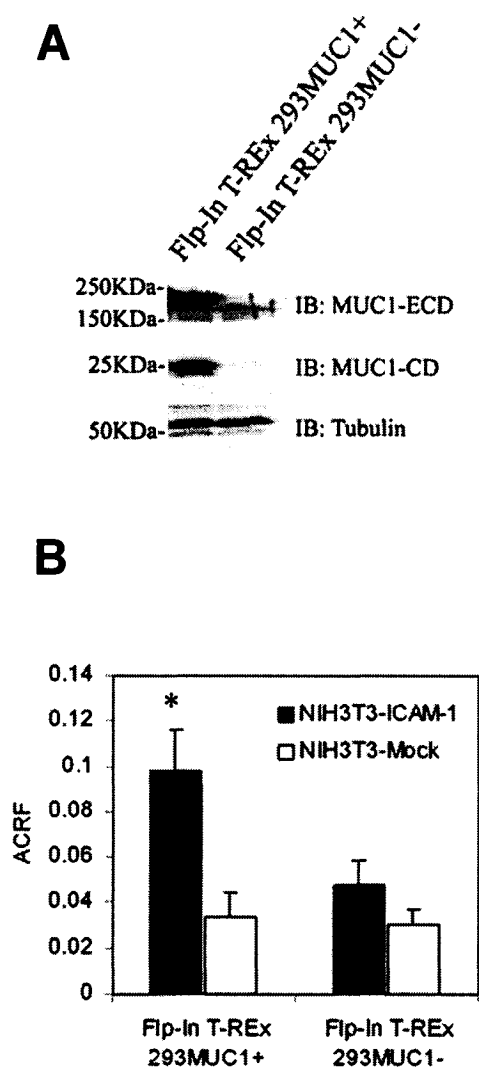 A
Flp-In T-REx 293MUC1+
Flp-In T-REx 293MUC1-
250KDa-
150KDa-
IB: MUC1-ECD
25KDa-
IB: MUC1-CD
50KDa-
IB: Tubulin
B
0.14
0.12
0.1
0.08
0.06
0.04
0.02
0
ACRF
*
NIH3T3-ICAM-1
NIH3T3-Mock
Flp-In T-REx
293MUC1+
Flp-In T-REx
293MUC1-